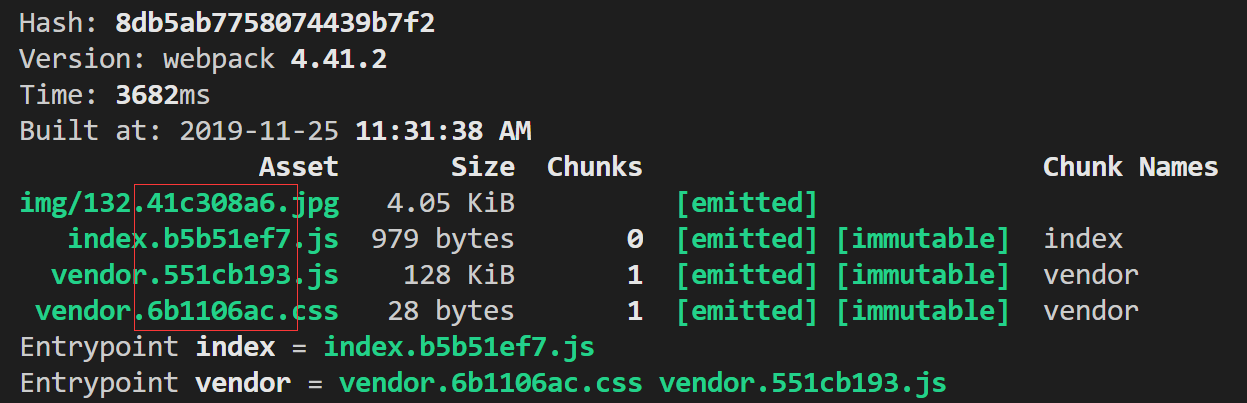 Hash: 8db5ab7758074439b7f2
Version: webpack 4.41.2
Time: 3682ms
Built at: 2019-11-25 11:31:38 AM
Asset Size Chunks Chunk Names
img/132.41c308a6.jpg 4.05 KiB [emitted]
index.b5b51ef7.js 979 bytes 0 [emitted] [immutable] index
vendor.551cb193.js 128 KiB 1 [emitted] [immutable] vendor
vendor.6b1106ac.css 28 bytes 1 [emitted] [immutable] vendor
Entrypoint index = index.b5b51ef7.js
Entrypoint vendor = vendor.6b1106ac.css vendor.551cb193.js